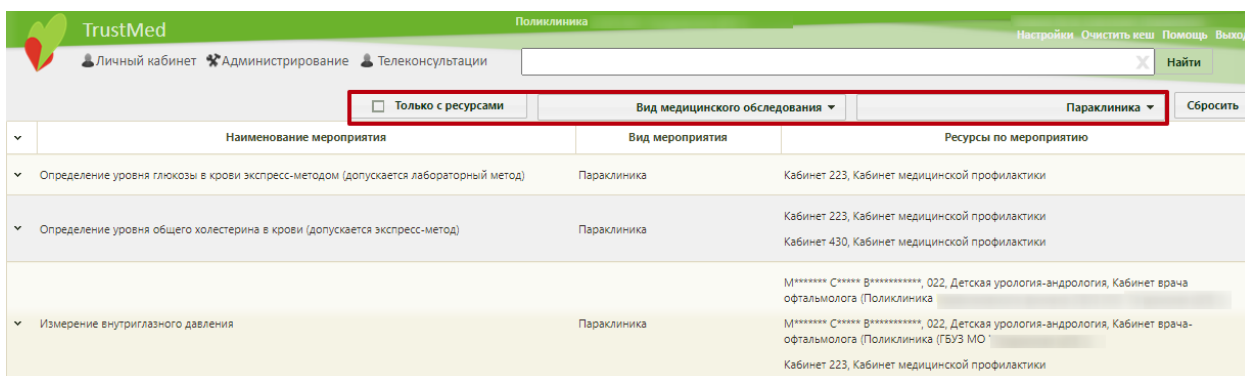 TrustMed
Поликлиника
Настройки Очистить кеш Помощь Выход
Личный кабинет Администрирование Телеконсультации
X Найти
Только с ресурсами Вид медицинского обследования Параклиника Сбросить
Наименование мероприятия Вид мероприятия Ресурсы по мероприятию
Определение уровня глюкозы в крови экспресс-методом (допускается лабораторный метод) Параклиника Кабинет 223, Кабинет медицинской профилактики
Кабинет 223, Кабинет медицинской профилактики
Определение уровня общего холестерина в крови (допускается экспресс-метод) Параклиника
Кабинет 430, Кабинет медицинской профилактики
М******* С***** В***********, 022, Детская урология-андрология, Кабинет врача
офтальмолога (Поликлиника
Измерение внутриглазного давления Параклиника М******* С***** В***********, 022, Детская урология-андрология, Кабинет врача-
офтальмолога (Поликлиника (ГБУЗ МО "
Кабинет 223, Кабинет медицинской профилактики